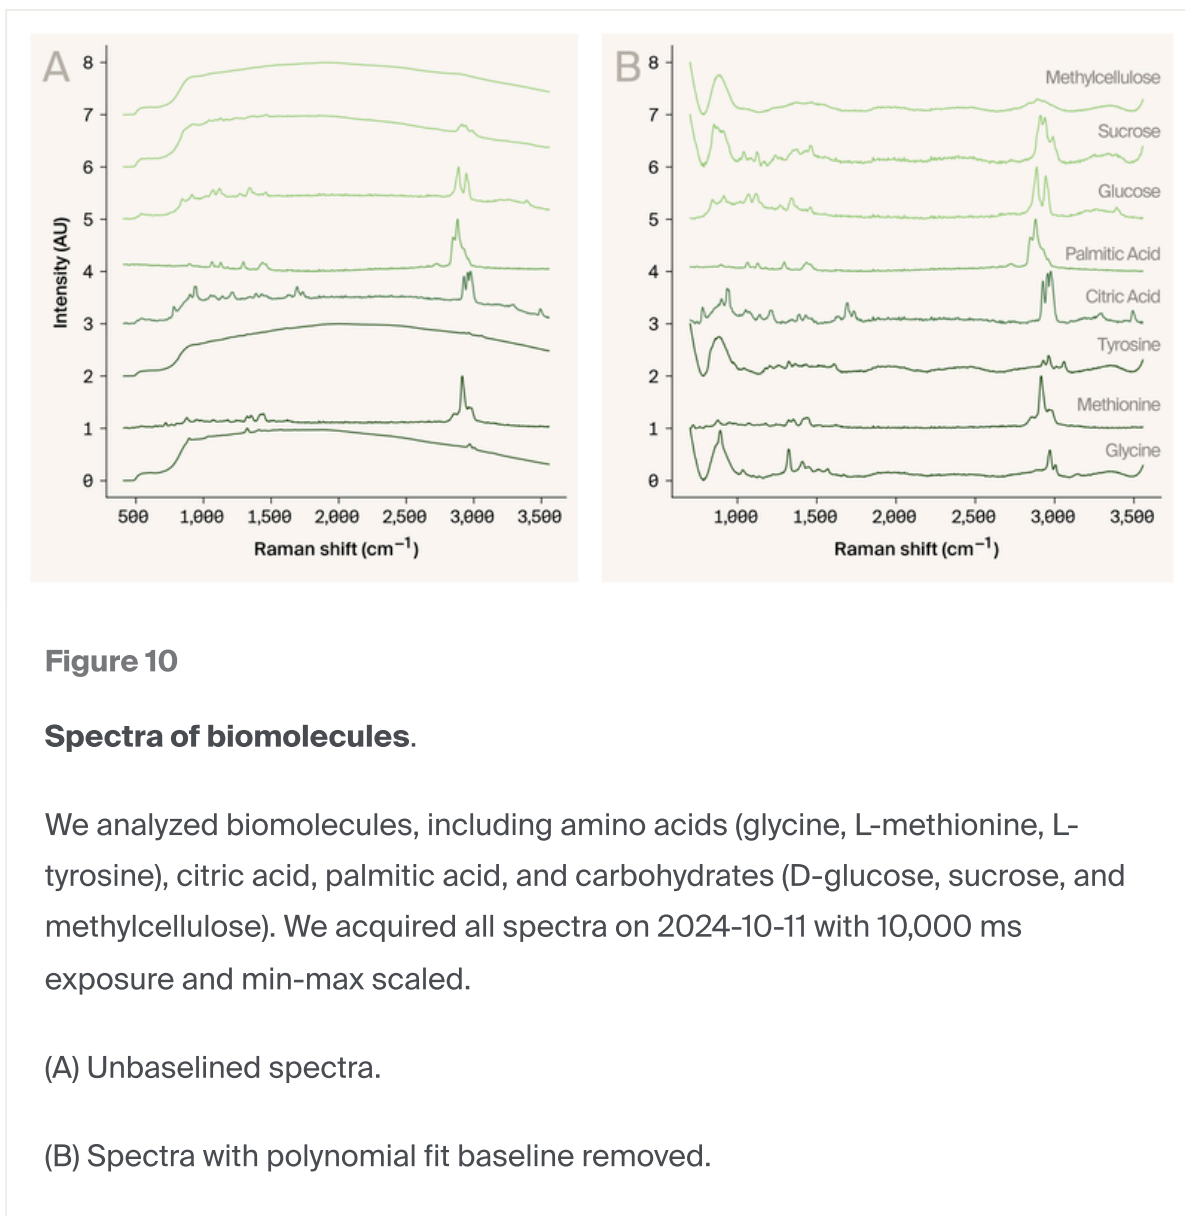 A
8
7
6
5
4
3
2
1
0
Intensity (AU)
500 1,000 1,500 2,000 2,500 3,000 3,500
Raman shift (cm⁻¹)
B
8
7
6
5
4
3
2
1
0
Methylcellulose
Sucrose
Glucose
Palmitic Acid
Citric Acid
Tyrosine
Methionine
Glycine
1,000 1,500 2,000 2,500 3,000 3,500
Raman shift (cm⁻¹)
Figure 10
Spectra of biomolecules.
We analyzed biomolecules, including amino acids (glycine, L-methionine, L-
tyrosine), citric acid, palmitic acid, and carbohydrates (D-glucose, sucrose, and
methylcellulose). We acquired all spectra on 2024-10-11 with 10,000 ms
exposure and min-max scaled.
(A) Unbaselined spectra.
(B) Spectra with polynomial fit baseline removed.